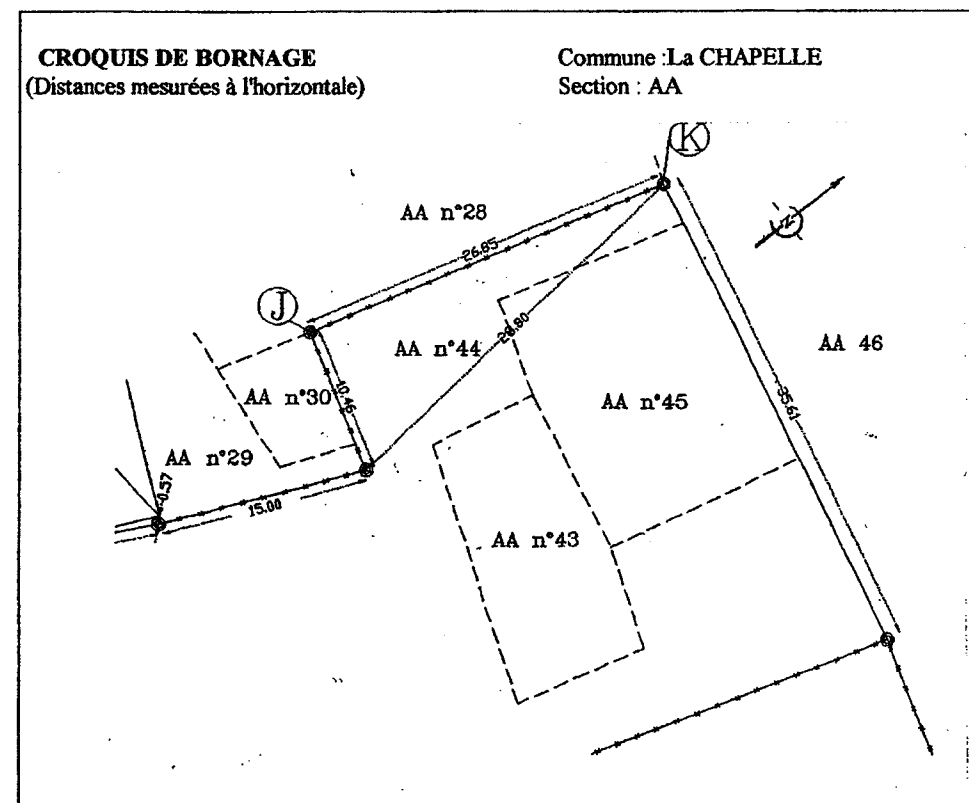 CROQUIS DE BORNAGE
(Distances mesurées à l'horizontale)
Commune :La CHAPELLE
Section : AA
K
AA n°28
26.85
N
J
28.80
AA n°44
AA 46
10.46
AA n°30
AA n°45
35.61
AA n°29
0.57
15.00
AA n°43